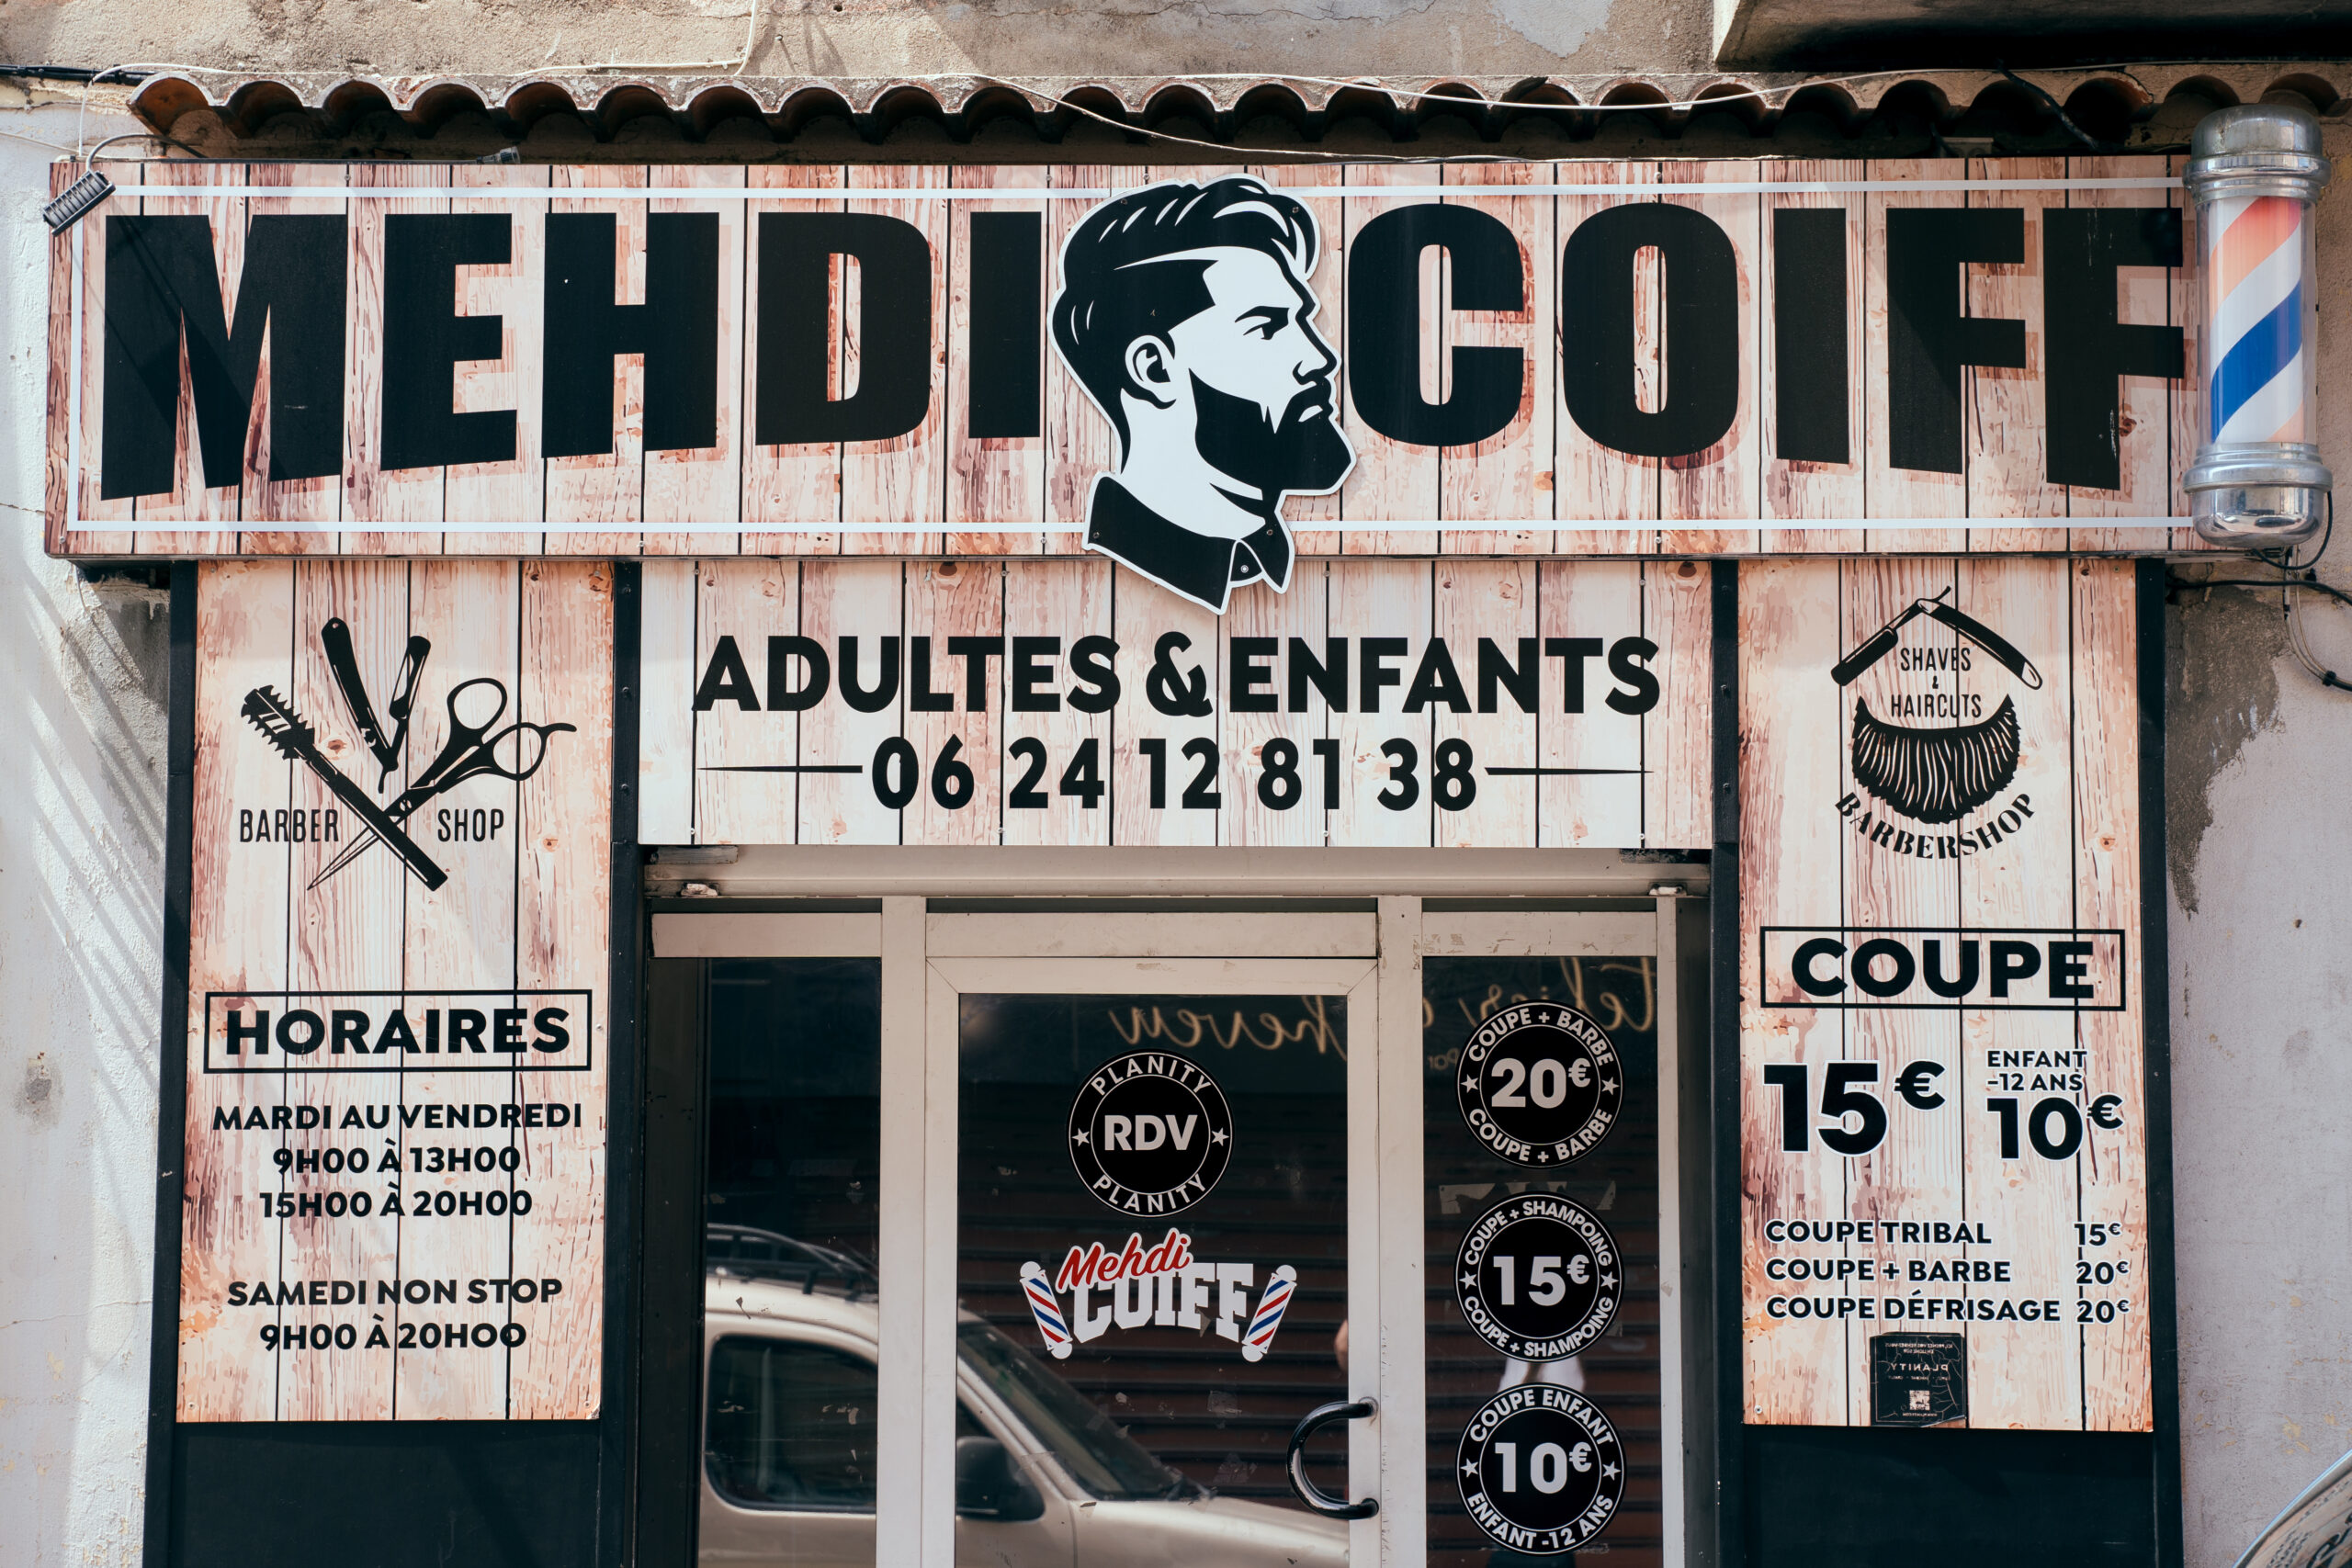 MEHDI COIFF
ADULTES & ENFANTS
06 24 12 81 38
BARBER SHOP
HORAIRES
MARDI AU VENDREDI
9H00 À 13H00
15H00 À 20H00
SAMEDI NON STOP
9H00 À 20H00
PLANITY
RDV
PLANITY
Mehdi
COIFF
COUPE + BARBE
20€
COUPE + BARBE
COUPE + SHAMPOING
15€
COUPE + SHAMPOING
COUPE ENFANT
10€
ENFANT -12 ANS
SHAVES
&
HAIRCUTS
BARBERSHOP
COUPE
15€
ENFANT
-12 ANS
10€
COUPE TRIBAL 15€
COUPE + BARBE 20€
COUPE DÉFRISAGE 20€
PLANITY